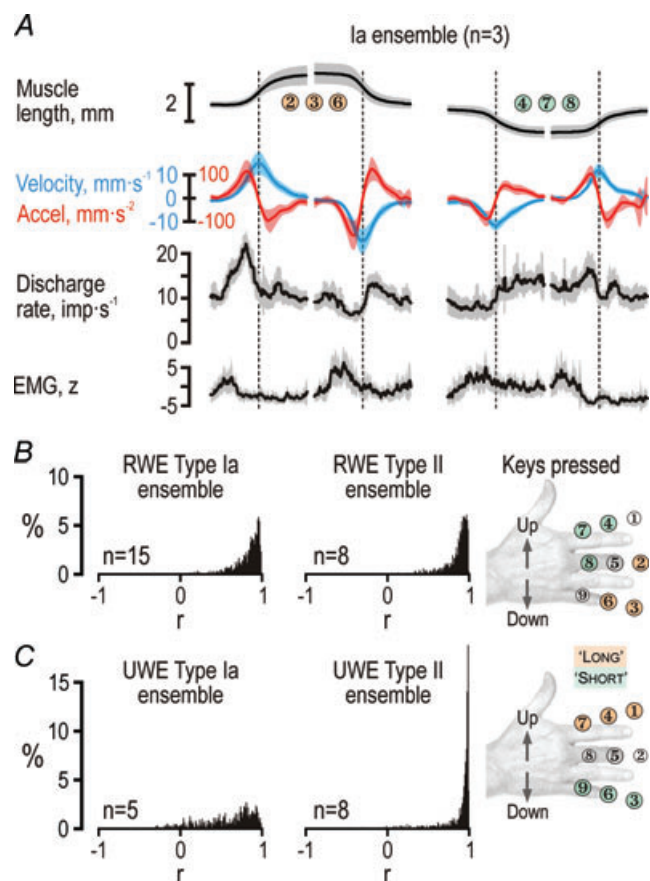 A
Ia ensemble (n=3)
Muscle
length, mm
2
② ③ ⑥
④ ⑦ ⑧
Velocity, mm·s⁻¹ 10 100
0
Accel, mm·s⁻² -10 -100
20
Discharge
rate, imp·s⁻¹
10
0
EMG, z
5
-5
B
RWE Type Ia
ensemble
RWE Type II
ensemble
Keys pressed
%
10
5
0
n=15
n=8
-1 0 1
-1 0 1
r
r
Up
Down
⑦ ④ ①
⑧ ⑤ ②
⑨ ⑥ ③
C
UWE Type Ia
ensemble
UWE Type II
ensemble
'LONG'
'SHORT'
%
15
10
5
0
n=5
n=8
-1 0 1
-1 0 1
r
r
Up
Down
⑦ ④ ①
⑧ ⑤ ②
⑨ ⑥ ③